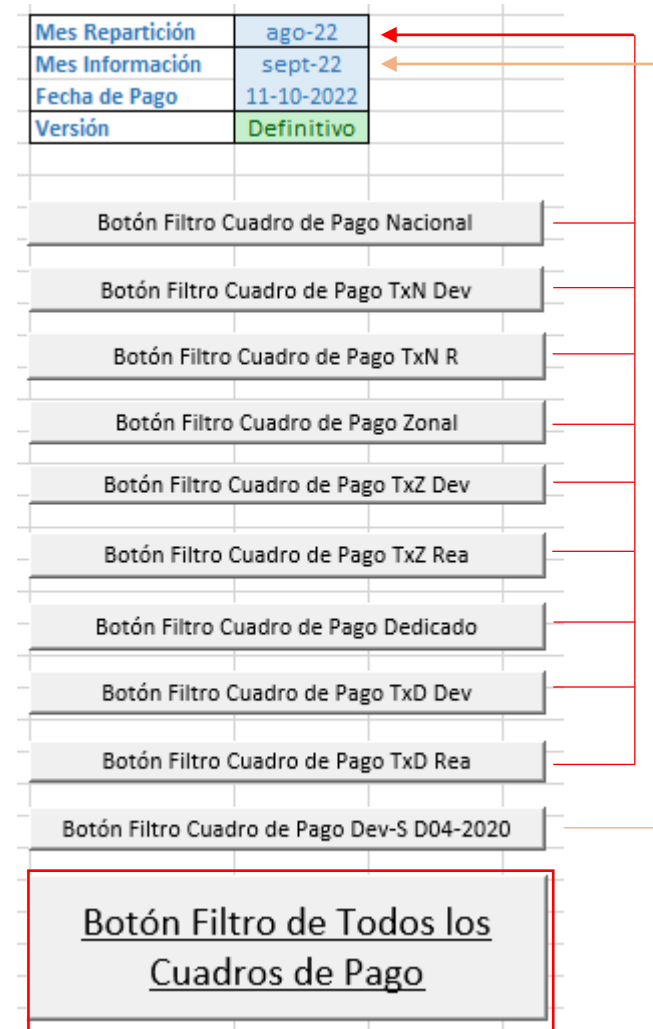 Mes Repartición ago-22
Mes Información sept-22
Fecha de Pago 11-10-2022
Versión Definitivo
Botón Filtro Cuadro de Pago Nacional
Botón Filtro Cuadro de Pago TxN Dev
Botón Filtro Cuadro de Pago TxN R
Botón Filtro Cuadro de Pago Zonal
Botón Filtro Cuadro de Pago TxZ Dev
Botón Filtro Cuadro de Pago TxZ Rea
Botón Filtro Cuadro de Pago Dedicado
Botón Filtro Cuadro de Pago TxD Dev
Botón Filtro Cuadro de Pago TxD Rea
Botón Filtro Cuadro de Pago Dev-S D04-2020
Botón Filtro de Todos los
Cuadros de Pago